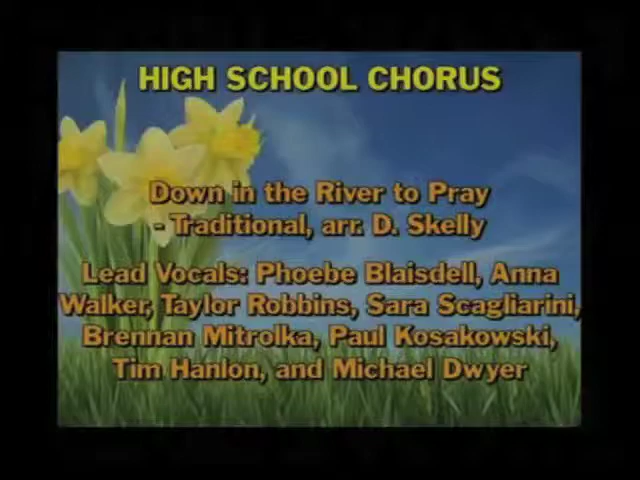 HIGH SCHOOL CHORUS
Down in the River to Pray
- Traditional, arr. D. Skelly
Lead Vocals: Phoebe Blaisdell, Anna
Walker, Taylor Robbins, Sara Scagliarini,
Brennan Mitrolka, Paul Kosakowski,
Tim Hanlon, and Michael Dwyer